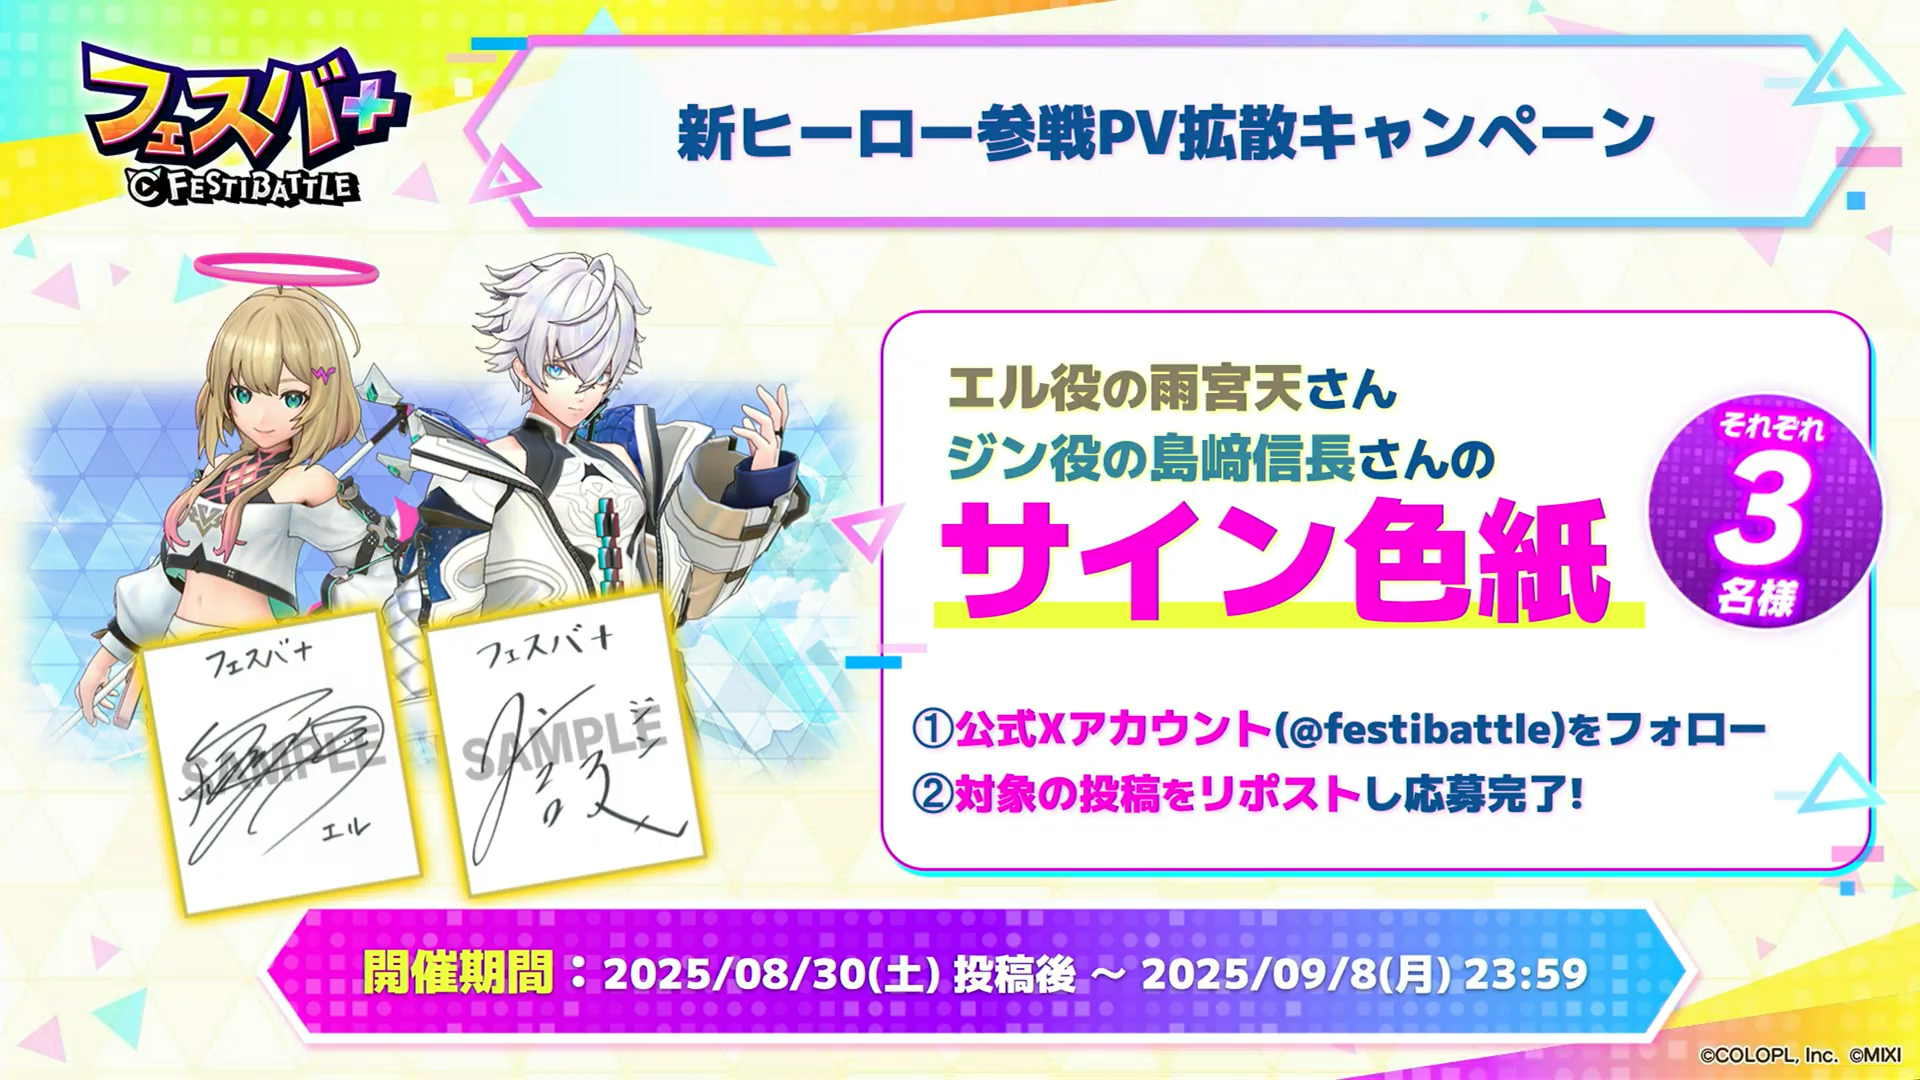 フェスバ+
FESTIBATTLE
新ヒーロー参戦PV拡散キャンペーン
エル役の雨宮天さん
ジン役の島﨑信長さんの
サイン色紙
それぞれ
3
名様
フェスバ+
SAMPLE
エル
フェスバ+
SAMPLE
ジン
①公式Xアカウント(@festibattle)をフォロー
②対象の投稿をリポストし応募完了!
開催期間：2025/08/30(土) 投稿後 ～ 2025/09/8(月) 23:59
©COLOPL, Inc. ©MIXI